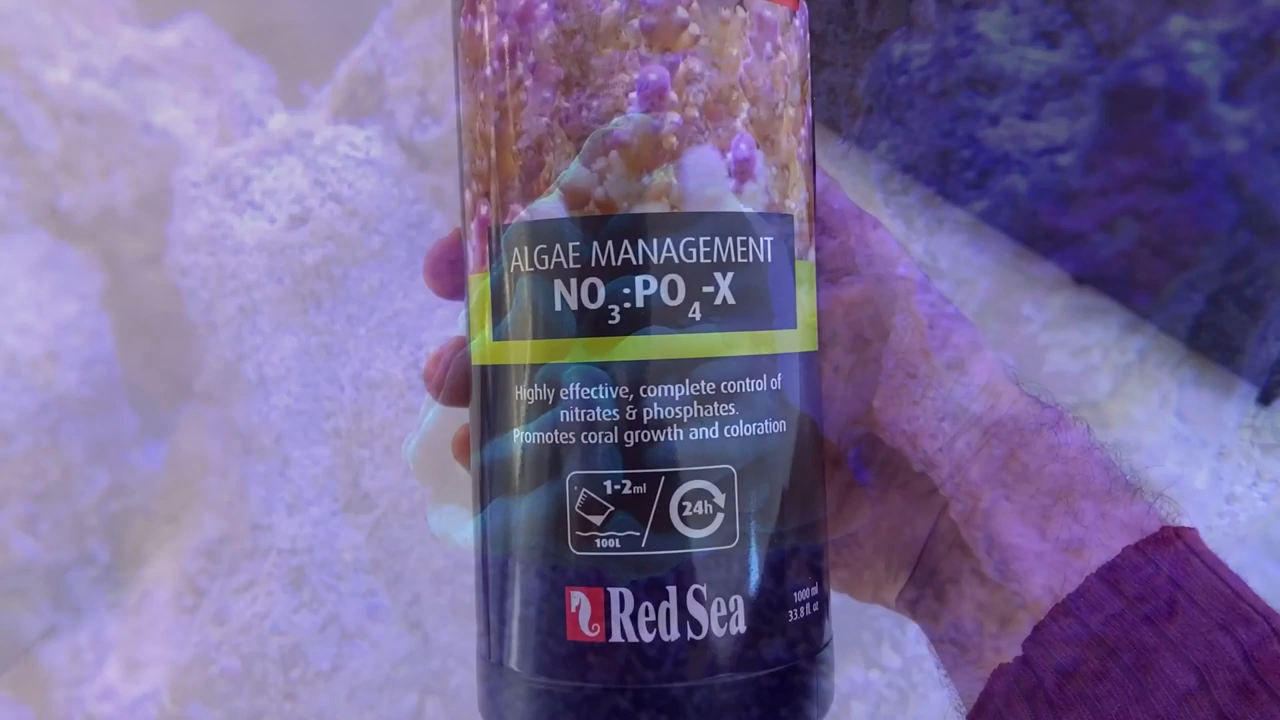 ALGAE MANAGEMENT
NO₃:PO₄-X
Highly effective, complete control of
nitrates & phosphates.
Promotes coral growth and coloration
1-2ml
24h
100L
Red Sea
1000 ml
33.8 fl. oz